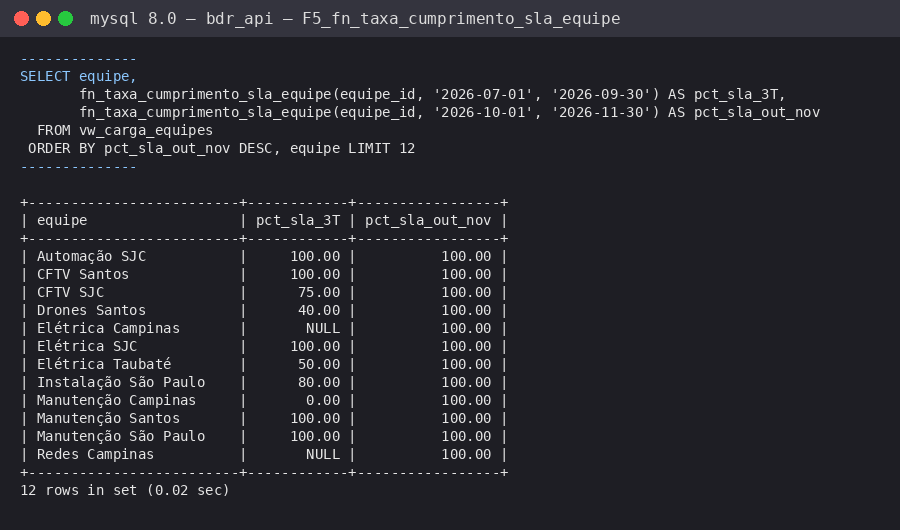 mysql 8.0 — bdr_api — F5_fn_taxa_cumprimento_sla_equipe
--------------
SELECT equipe,
       fn_taxa_cumprimento_sla_equipe(equipe_id, '2026-07-01', '2026-09-30') AS pct_sla_3T,
       fn_taxa_cumprimento_sla_equipe(equipe_id, '2026-10-01', '2026-11-30') AS pct_sla_out_nov
  FROM vw_carga_equipes
 ORDER BY pct_sla_out_nov DESC, equipe LIMIT 12
--------------
+-------------------------+------------+-----------------+
| equipe                  | pct_sla_3T | pct_sla_out_nov |
+-------------------------+------------+-----------------+
| Automação SJC           |     100.00 |          100.00 |
| CFTV Santos             |     100.00 |          100.00 |
| CFTV SJC                |      75.00 |          100.00 |
| Drones Santos           |      40.00 |          100.00 |
| Elétrica Campinas       |       NULL |          100.00 |
| Elétrica SJC            |     100.00 |          100.00 |
| Elétrica Taubaté        |      50.00 |          100.00 |
| Instalação São Paulo    |      80.00 |          100.00 |
| Manutenção Campinas     |       0.00 |          100.00 |
| Manutenção Santos       |     100.00 |          100.00 |
| Manutenção São Paulo    |     100.00 |          100.00 |
| Redes Campinas          |       NULL |          100.00 |
+-------------------------+------------+-----------------+
12 rows in set (0.02 sec)